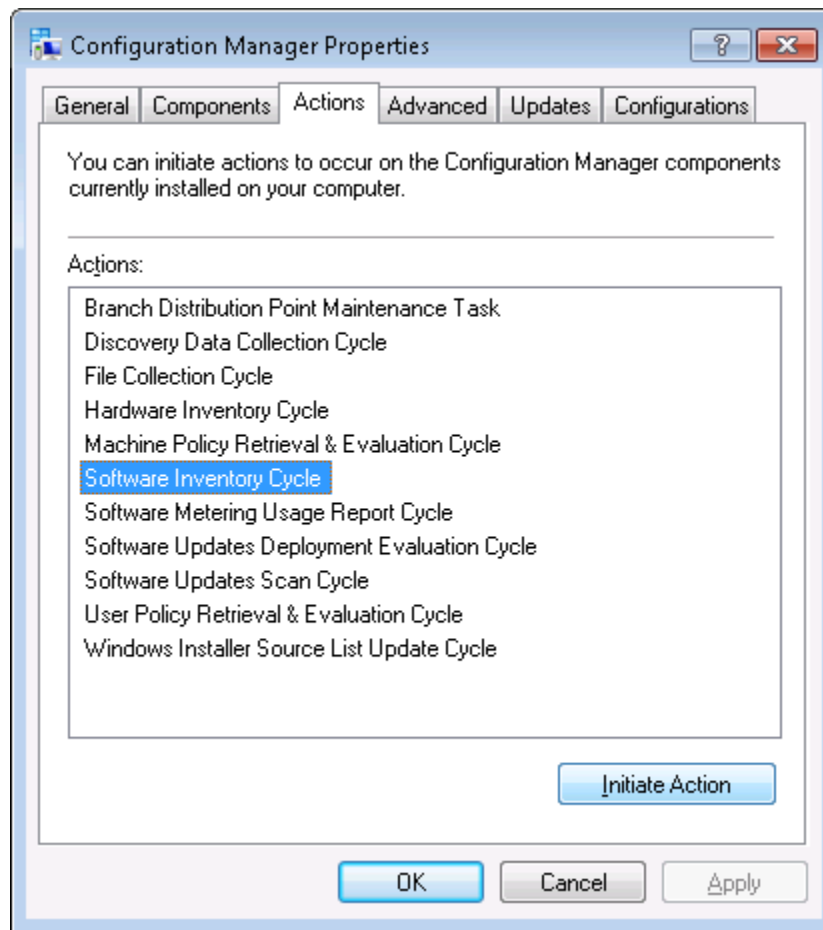 Configuration Manager Properties
?
General Components Actions Advanced Updates Configurations
You can initiate actions to occur on the Configuration Manager components
currently installed on your computer.
Actions:
Branch Distribution Point Maintenance Task
Discovery Data Collection Cycle
File Collection Cycle
Hardware Inventory Cycle
Machine Policy Retrieval & Evaluation Cycle
Software Inventory Cycle
Software Metering Usage Report Cycle
Software Updates Deployment Evaluation Cycle
Software Updates Scan Cycle
User Policy Retrieval & Evaluation Cycle
Windows Installer Source List Update Cycle
Initiate Action
OK Cancel Apply